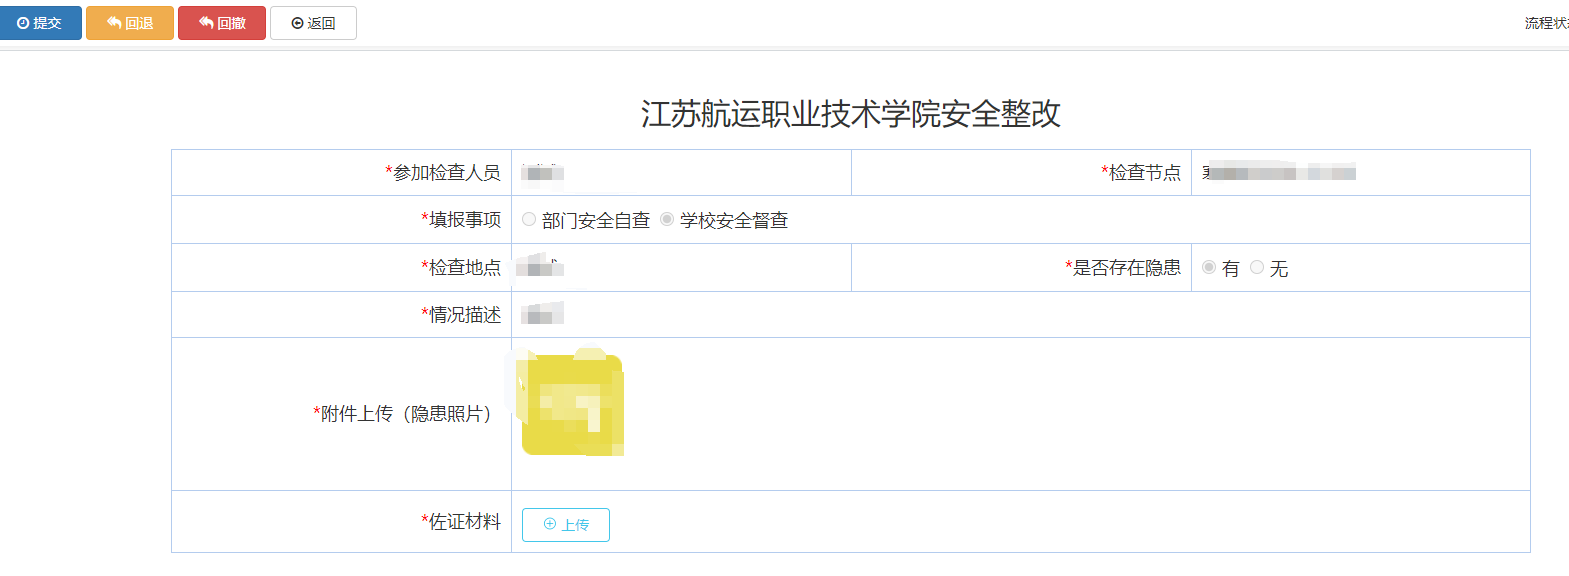 提交 回退 回撤 返回 流程状
江苏航运职业技术学院安全整改
*参加检查人员 *检查节点
*填报事项 部门安全自查 学校安全督查
*检查地点 *是否存在隐患 有 无
*情况描述
*附件上传（隐患照片）
*佐证材料 上传